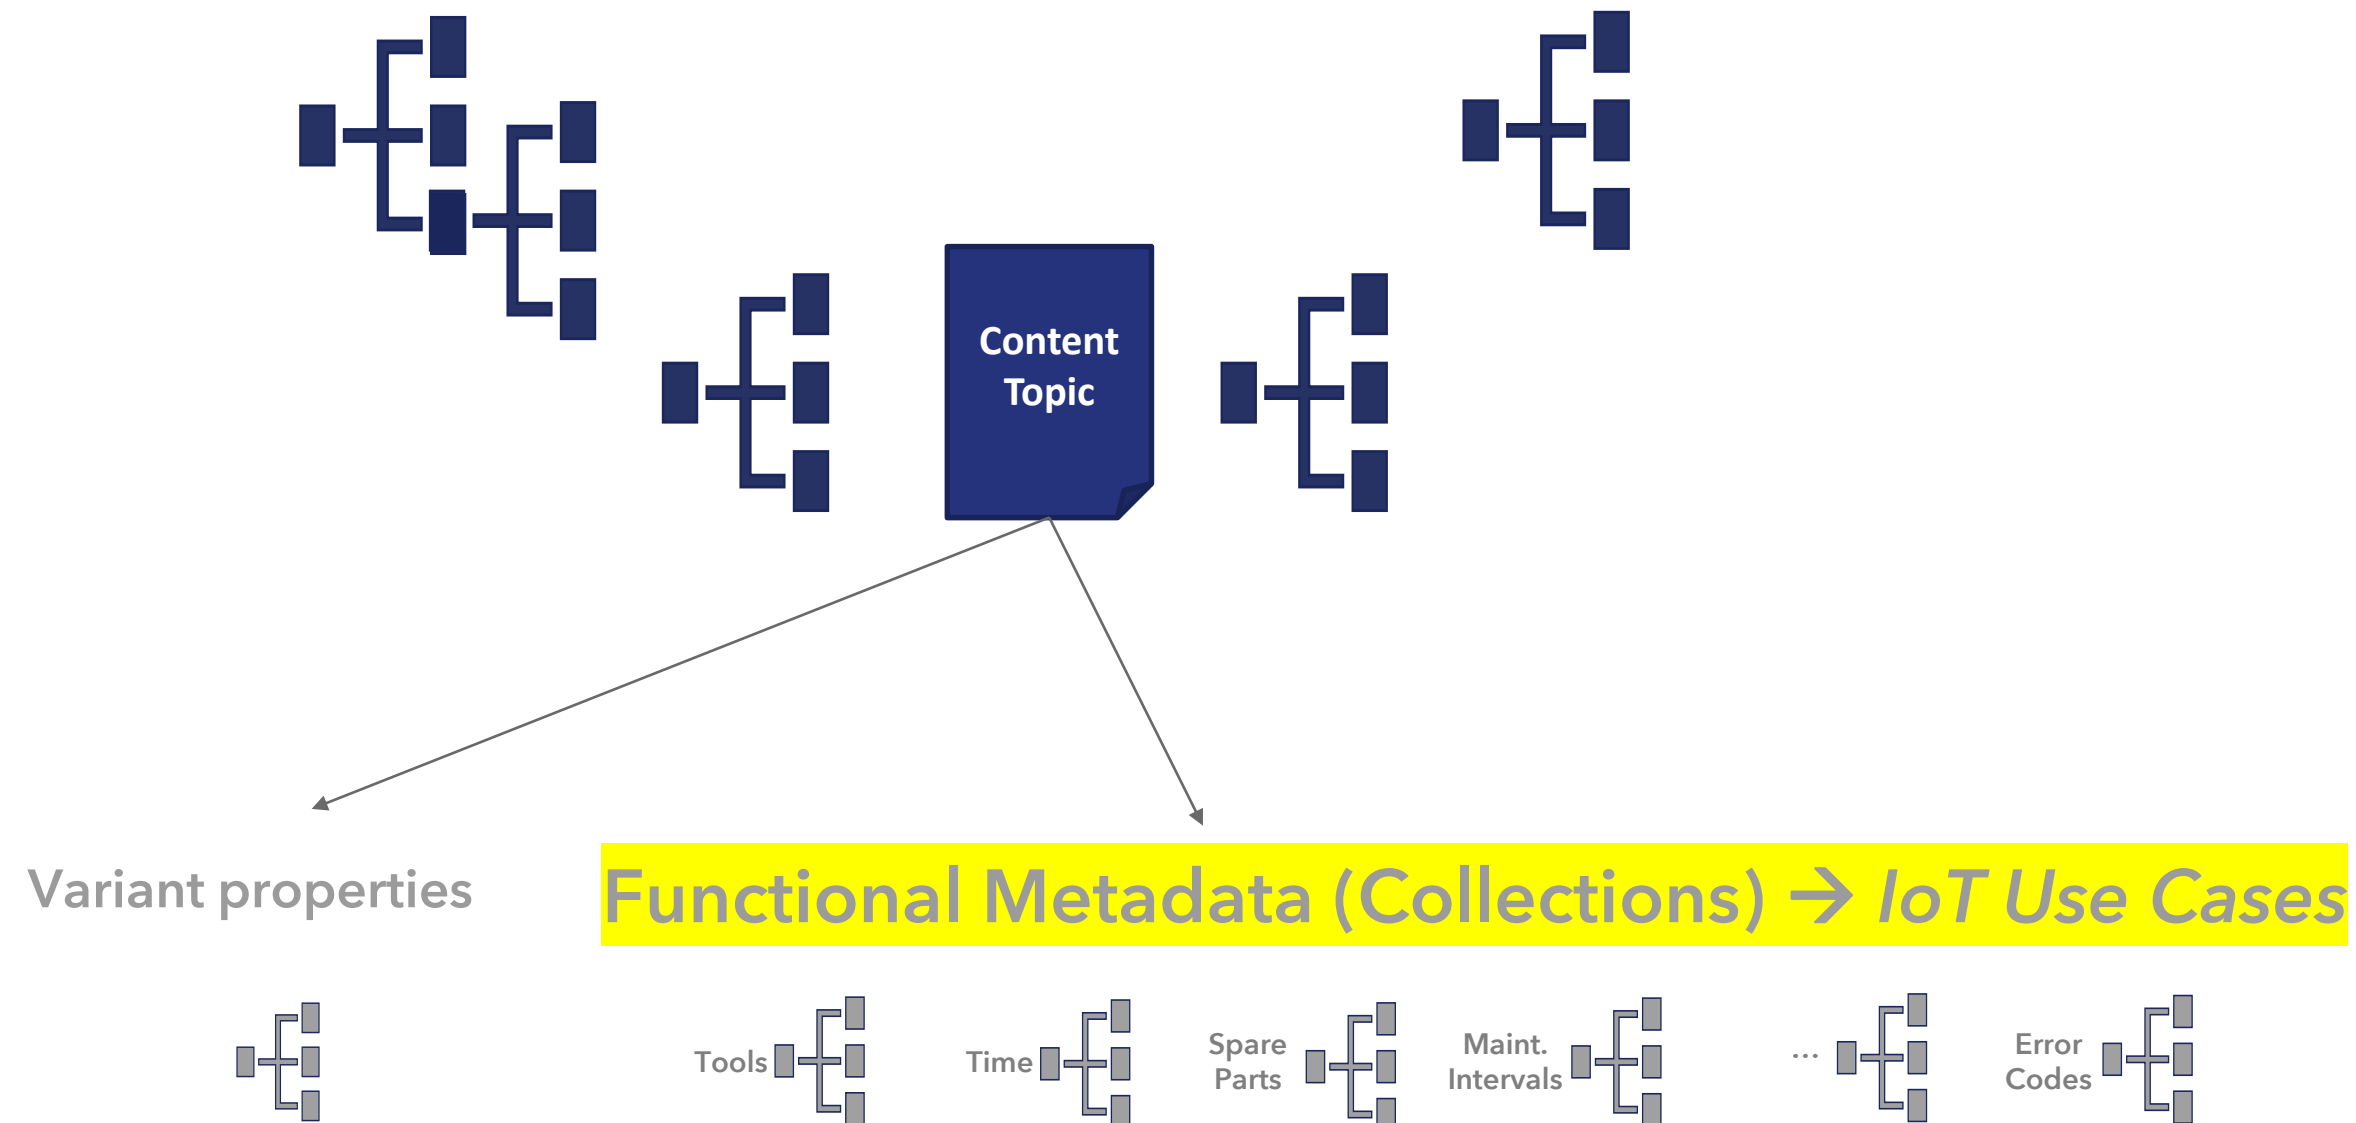 Content
Topic
Variant properties
Functional Metadata (Collections) → IoT Use Cases
Tools
Time
Spare
Parts
Maint.
Intervals
...
Error
Codes